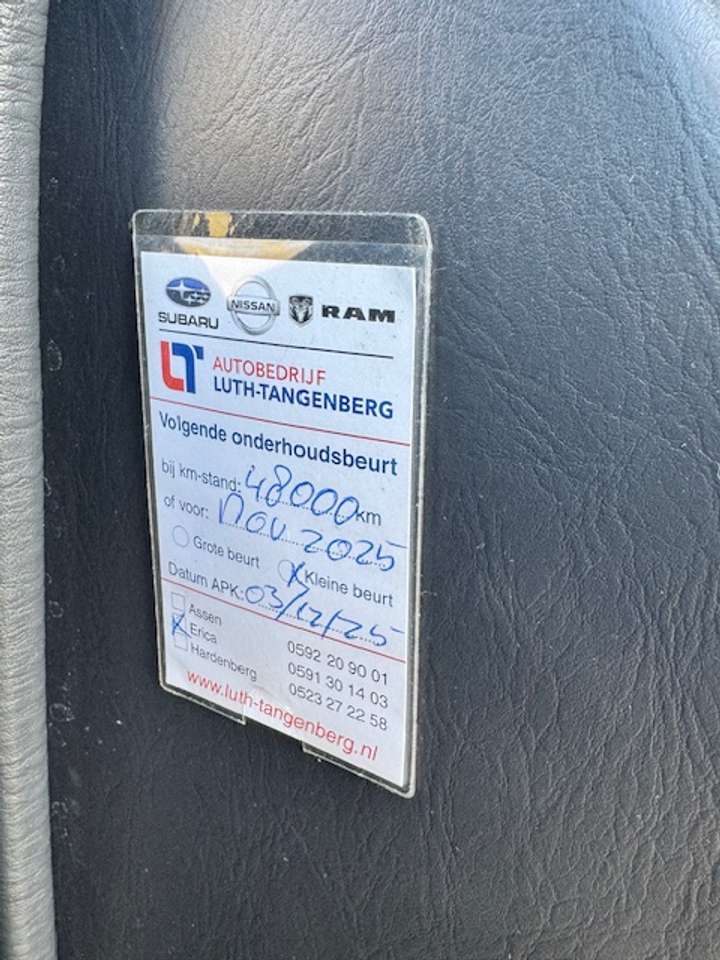 SUBARU NISSAN RAM
LT AUTOBEDRIJF
LUTH-TANGENBERG
Volgende onderhoudsbeurt
bij km-stand: 48000 km
of voor: nov 2025
Grote beurt X Kleine beurt
Datum APK: 03/12/25
Assen 0592 20 90 01
X Erica 0591 30 14 03
Hardenberg 0523 27 22 58
www.luth-tangenberg.nl